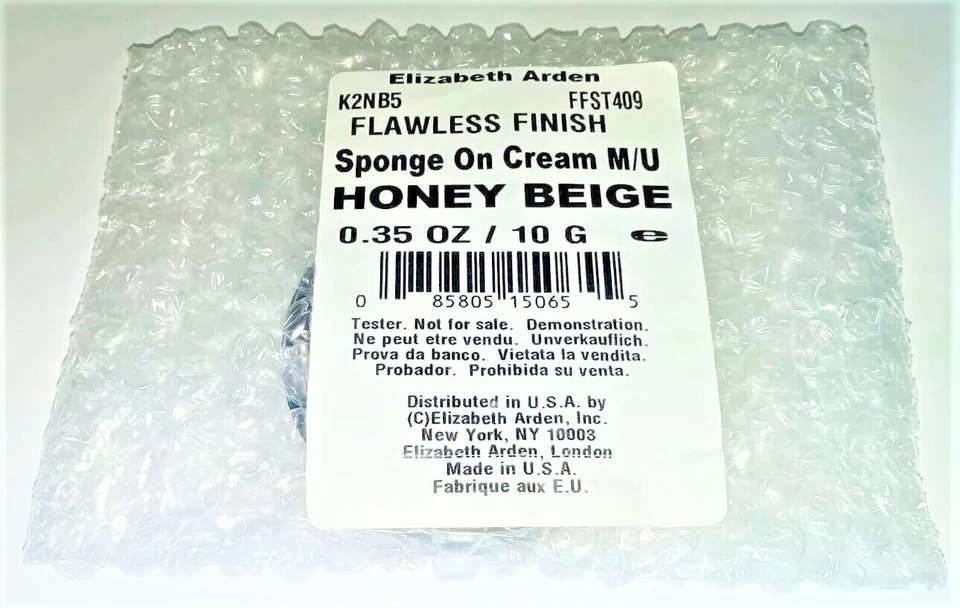 Elizabeth Arden
K2NB5 FFST409
FLAWLESS FINISH
Sponge On Cream M/U
HONEY BEIGE
0.35 OZ / 10 G e
0 85805 15065 5
Tester. Not for sale. Demonstration.
Ne peut etre vendu. Unverkauflich.
Prova da banco. Vietata la vendita.
Probador. Prohibida su venta.
Distributed in U.S.A. by
(C)Elizabeth Arden, Inc.
New York, NY 10003
Elizabeth Arden, London
Made in U.S.A.
Fabrique aux E.U.